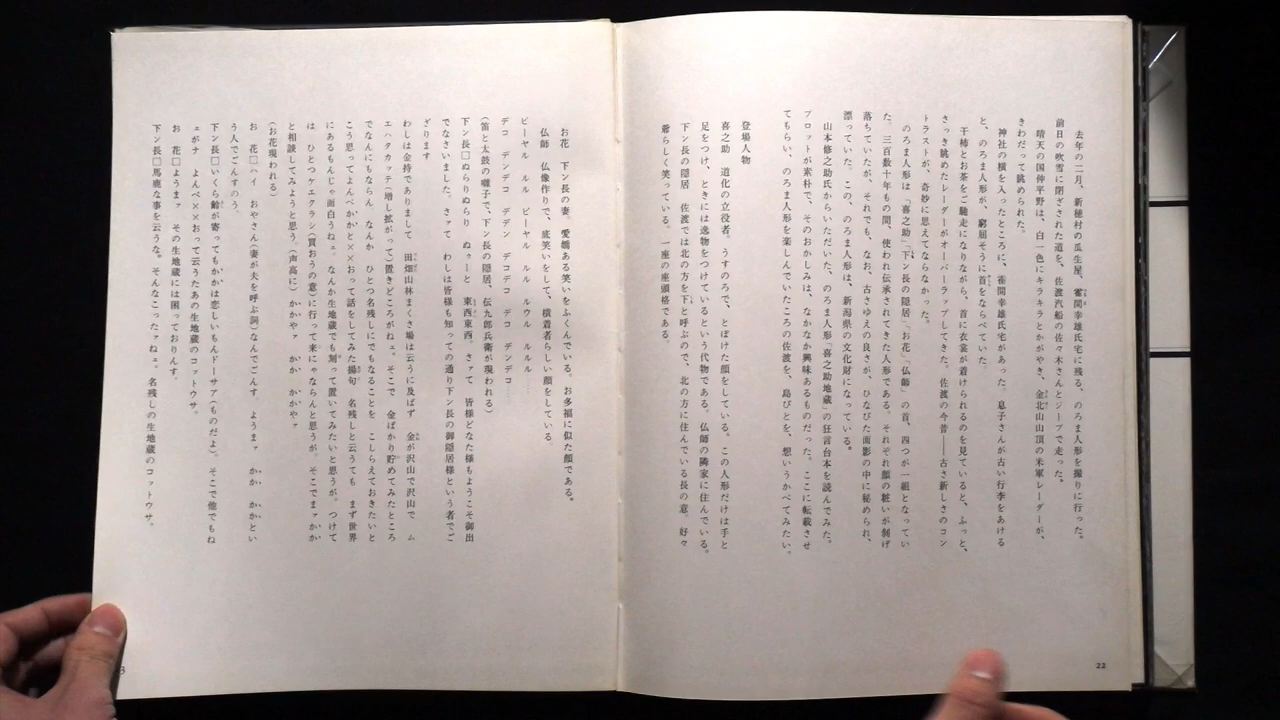 去年の二月、新穂村の瓜生屋、霍間幸雄氏宅に残る、のろま人形を撮りに行った。
前日の吹雪に閉ざされた道を、佐渡汽船の佐々木さんとジープで走った。
晴天の国仲平野は、白一色にキラキラとかがやき、金北山山頂の米軍レーダーが、
きわだって眺められた。
神社の横を入ったところに、霍間幸雄氏宅があった。息子さんが古い行李をあける
と、のろま人形が、窮屈そうに首をならべていた。
干柿とお茶をご馳走になりながら、首に衣裳が着けられるのを見ていると、ふっと、
さっき眺めたレーダーがオーバーラップしてきた。佐渡の今昔——古さ新しさのコン
トラストが、奇妙に思えてならなかった。
のろま人形は「喜之助」「下ン長の隠居」「お花」「仏師」の首、四つが一組となってい
た。三百数十年もの間、使われ伝承されてきた人形である。それぞれ顔の粧いが剝げ
落ちていたが、それでも、なお、古さゆえの良さが、ひなびた面影の中に秘められ、
漂っていた。この、のろま人形は、新潟県の文化財になっている。
山本修之助氏からいただいた、のろま人形「喜之助地蔵」の狂言台本を読んでみた。
プロットが素朴で、そのおかしみは、なかなか興味あるものだった。ここに転載させ
てもらい、のろま人形を楽しんでいたころの佐渡を、島びとを、想いうかべてみたい。
登場人物
喜之助　道化の立役者。うすのろで、とぼけた顔をしている。この人形だけは手と
足をつけ、ときには逸物をつけているという代物である。仏師の隣家に住んでいる。
下ン長の隠居　佐渡では北の方を下と呼ぶので、北の方に住んでいる長の意。好々
爺らしく笑っている。一座の座頭格である。
22
お花　下ン長の妻。愛嬌ある笑いをふくんでいる。お多福に似た顔である。
仏師　仏像作りで、底笑いをして、横着者らしい顔をしている。
ピーヤル　ルル　ピーヤル　ルル　ルウル　ルルル……
デコ　デンデコ　デデン　デコデコ　デコ　デンデコ……
（笛と太鼓の囃子で、下ン長の隠居、伝九郎兵衛が現われる）
下ン長□ぬらりぬらり　ぬゥーと　東西東西。さァて　皆様どなた様もようこそ御出
でなさいました。さァて　わしは皆様も知っての通り下ン長の御隠居様という者でご
ざります
わしは金持でありまして　田畑山林まくさ場は云うに及ばず　金が沢山で沢山で　ム
エハタカッテ（増し拡がって）置きどころがねェ。そこで　金ばかり貯めてみたところ
でなんにもならん　なんか　ひとつ名残しにでもなることを　こしらえておきたいと
こう思ってよんべかかと××おって話をしてみた揚句　名残しと云うても　まず世界
にあるもんじゃ面白うねェ。なんか生地蔵でも刻って置いてみたいと思うが。つけて
は　ひとつケエクラン（買おうの意）に行って来にゃならんと思うが。そこでまァかか
と相談してみようと思う。（声高に）かかやァ　かか　かかやァ
（お花現われる）
お　花□ハイ　おやさん（妻が夫を呼ぶ詞）なんでごんす　ようまァ　かか　かかとい
う人でごんすのう。
下ン長□いくら齢が寄ってもかかは恋しいもんドーサア（ものだよ）。そこで他でもね
ェがナ　よんべ××おって云うたあの生地蔵のコットウサ。
お　花□ようまァ　その生地蔵には困っておりんす。
下ン長□馬鹿な事を云うな。そんなこったァねェ。名残しの生地蔵のコットウサ。
3